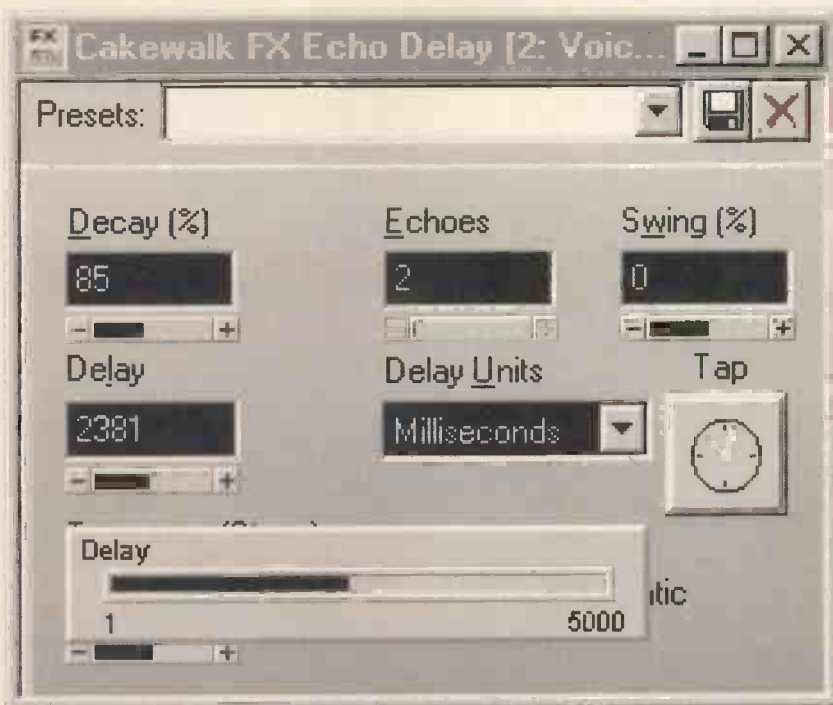 FX
Cakewalk FX Echo Delay [2: Voic...
Presets:
Decay (%) Echoes Swing (%)
85 2 0
Delay Delay Units Tap
2381 Milliseconds
Delay
1 5000